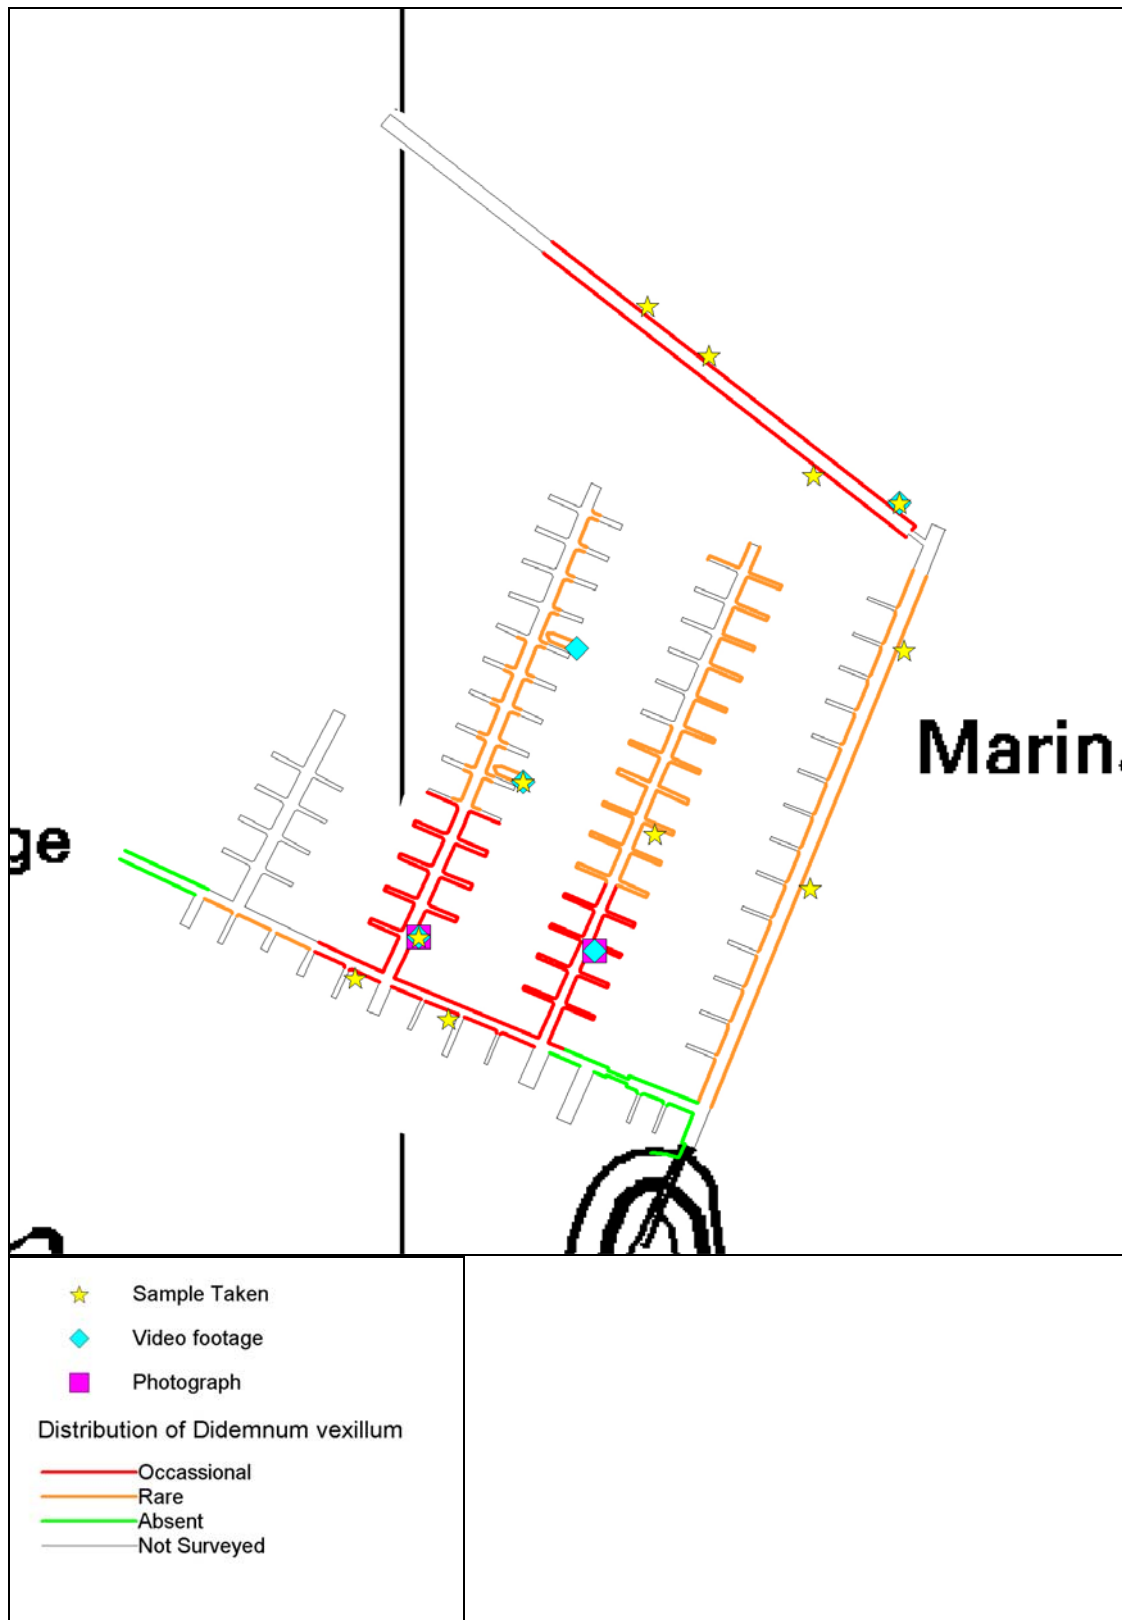 Marin
ge
Sample Taken
Video footage
Photograph
Distribution of Didemnum vexillum
Occassional
Rare
Absent
Not Surveyed